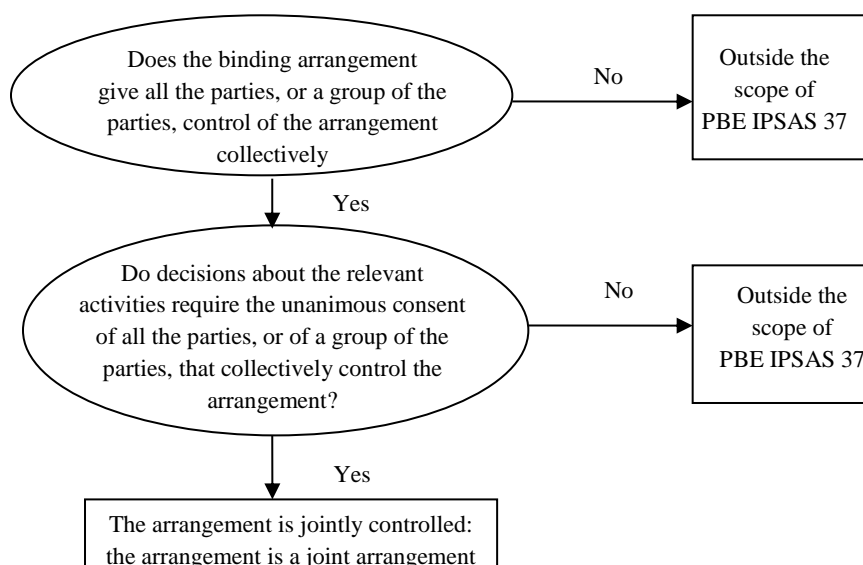 Does the binding arrangement
give all the parties, or a group of the
parties, control of the arrangement
collectively
No
Outside the
scope of
PBE IPSAS 37
Yes
Do decisions about the relevant
activities require the unanimous consent
of all the parties, or of a group of the
parties, that collectively control the
arrangement?
No
Outside the
scope of
PBE IPSAS 37
Yes
The arrangement is jointly controlled:
the arrangement is a joint arrangement